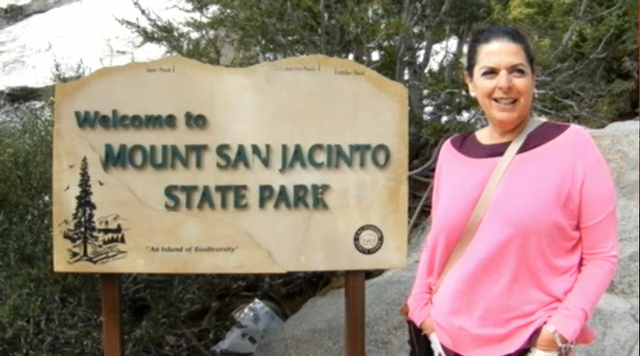 Welcome to
MOUNT SAN JACINTO
STATE PARK
"An Island of Biodiversity"